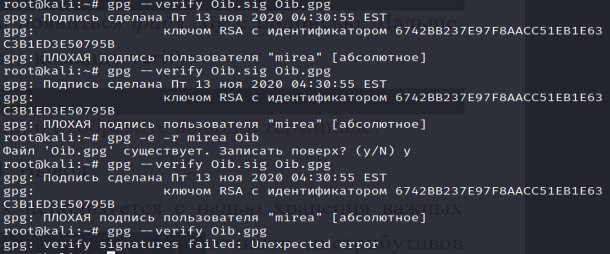 root@kali:~# gpg --verify Oib.sig Oib.gpg
gpg: Подпись сделана Пт 13 ноя 2020 04:30:55 EST
gpg: ключом RSA с идентификатором 6742BB237E97F8AACC51EB1E63
C3B1ED3E50795B
gpg: ПЛОХАЯ подпись пользователя "mirea" [абсолютное]
root@kali:~# gpg --verify Oib.sig Oib.gpg
gpg: Подпись сделана Пт 13 ноя 2020 04:30:55 EST
gpg: ключом RSA с идентификатором 6742BB237E97F8AACC51EB1E63
C3B1ED3E50795B
gpg: ПЛОХАЯ подпись пользователя "mirea" [абсолютное]
root@kali:~# gpg -e -r mirea Oib
Файл 'Oib.gpg' существует. Записать поверх? (y/N) y
root@kali:~# gpg --verify Oib.sig Oib.gpg
gpg: Подпись сделана Пт 13 ноя 2020 04:30:55 EST
gpg: ключом RSA с идентификатором 6742BB237E97F8AACC51EB1E63
C3B1ED3E50795B
gpg: ПЛОХАЯ подпись пользователя "mirea" [абсолютное]
root@kali:~# gpg --verify Oib.gpg
gpg: verify signatures failed: Unexpected error